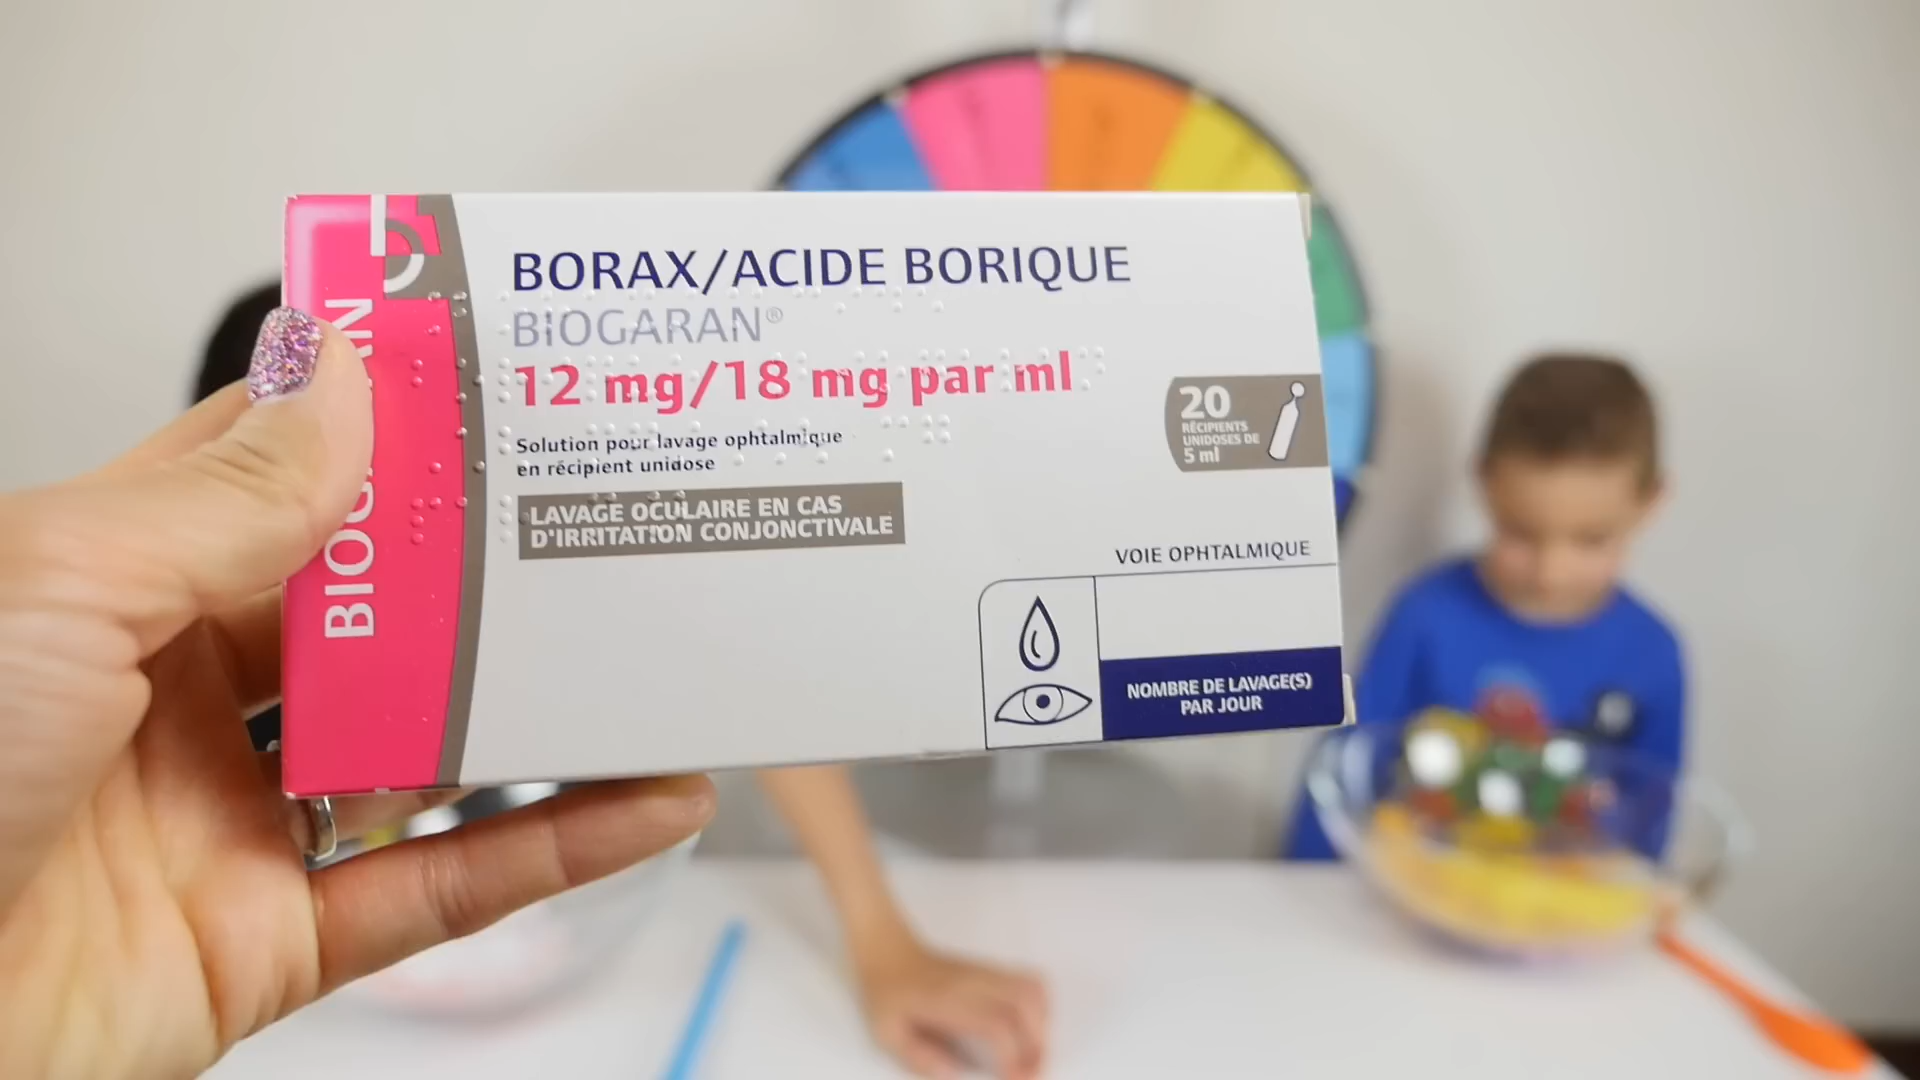 BORAX/ACIDE BORIQUE
BIOGARAN®
12 mg/18 mg par ml
Solution pour lavage ophtalmique
en récipient unidose
LAVAGE OCULAIRE EN CAS
D'IRRITATION CONJONCTIVALE
20
RÉCIPIENTS
UNIDOSES DE
5 ml
VOIE OPHTALMIQUE
NOMBRE DE LAVAGE(S)
PAR JOUR